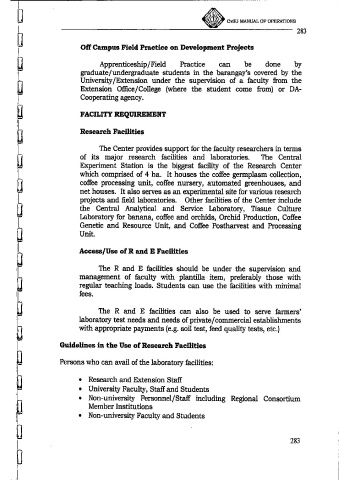 CvSU MANUAL OF OPERATIONS
283
Off Campus Field Practice on Development Projects
Apprenticeship/Field Practice can be done by
graduate/undergraduate students in the barangay's covered by the
University/Extension under the supervision of a faculty from the
Extension Office/College (where the student come from) or DA-
Cooperating agency.
FACILITY REQUIREMENT
Research Facilities
The Center provides support for the faculty researchers in terms
of its major research facilities and laboratories. The Central
Experiment Station is the biggest facility of the Research Center
which comprised of 4 ha. It houses the coffee germplasm collection,
coffee processing unit, coffee nursery, automated greenhouses, and
net houses. It also serves as an experimental site for various research
projects and field laboratories. Other facilities of the Center include
the Central Analytical and Service Laboratory, Tissue Culture
Laboratory for banana, coffee and orchids, Orchid Production, Coffee
Genetic and Resource Unit, and Coffee Postharvest and Processing
Unit.
Access/Use of R and E Facilities
The R and E facilities should be under the supervision and
management of faculty with plantilla item, preferably those with
regular teaching loads. Students can use the facilities with minimal
fees.
The R and E facilities can also be used to serve farmers'
laboratory test needs and needs of private/commercial establishments
with appropriate payments (e.g. soil test, feed quality tests, etc.)
Guidelines in the Use of Research Facilities
Persons who can avail of the laboratory facilities:
• Research and Extension Staff
• University Faculty, Staff and Students
• Non-university Personnel/Staff including Regional Consortium
Member Institutions
• Non-university Faculty and Students
283